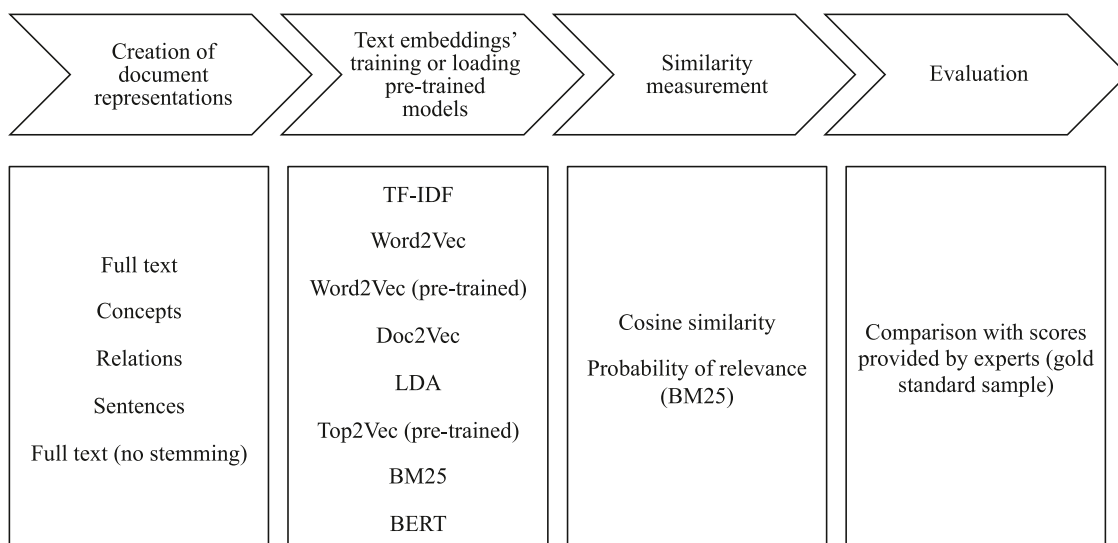 Creation of
document
representations
Text embeddings’
training or loading
pre-trained
models
Similarity
measurement
Evaluation
Full text
Concepts
Relations
Sentences
Full text (no stemming)
TF-IDF
Word2Vec
Word2Vec (pre-trained)
Doc2Vec
LDA
Top2Vec (pre-trained)
BM25
BERT
Cosine similarity
Probability of relevance
(BM25)
Comparison with scores
provided by experts (gold
standard sample)